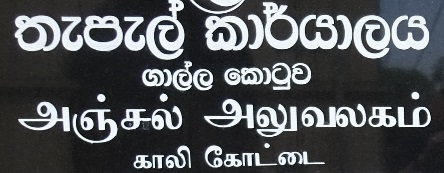 තැපැල් කාර්යාලය
ගාල්ල කොටුව
அஞ்சல் அலுவலகம்
காலி கோட்டை